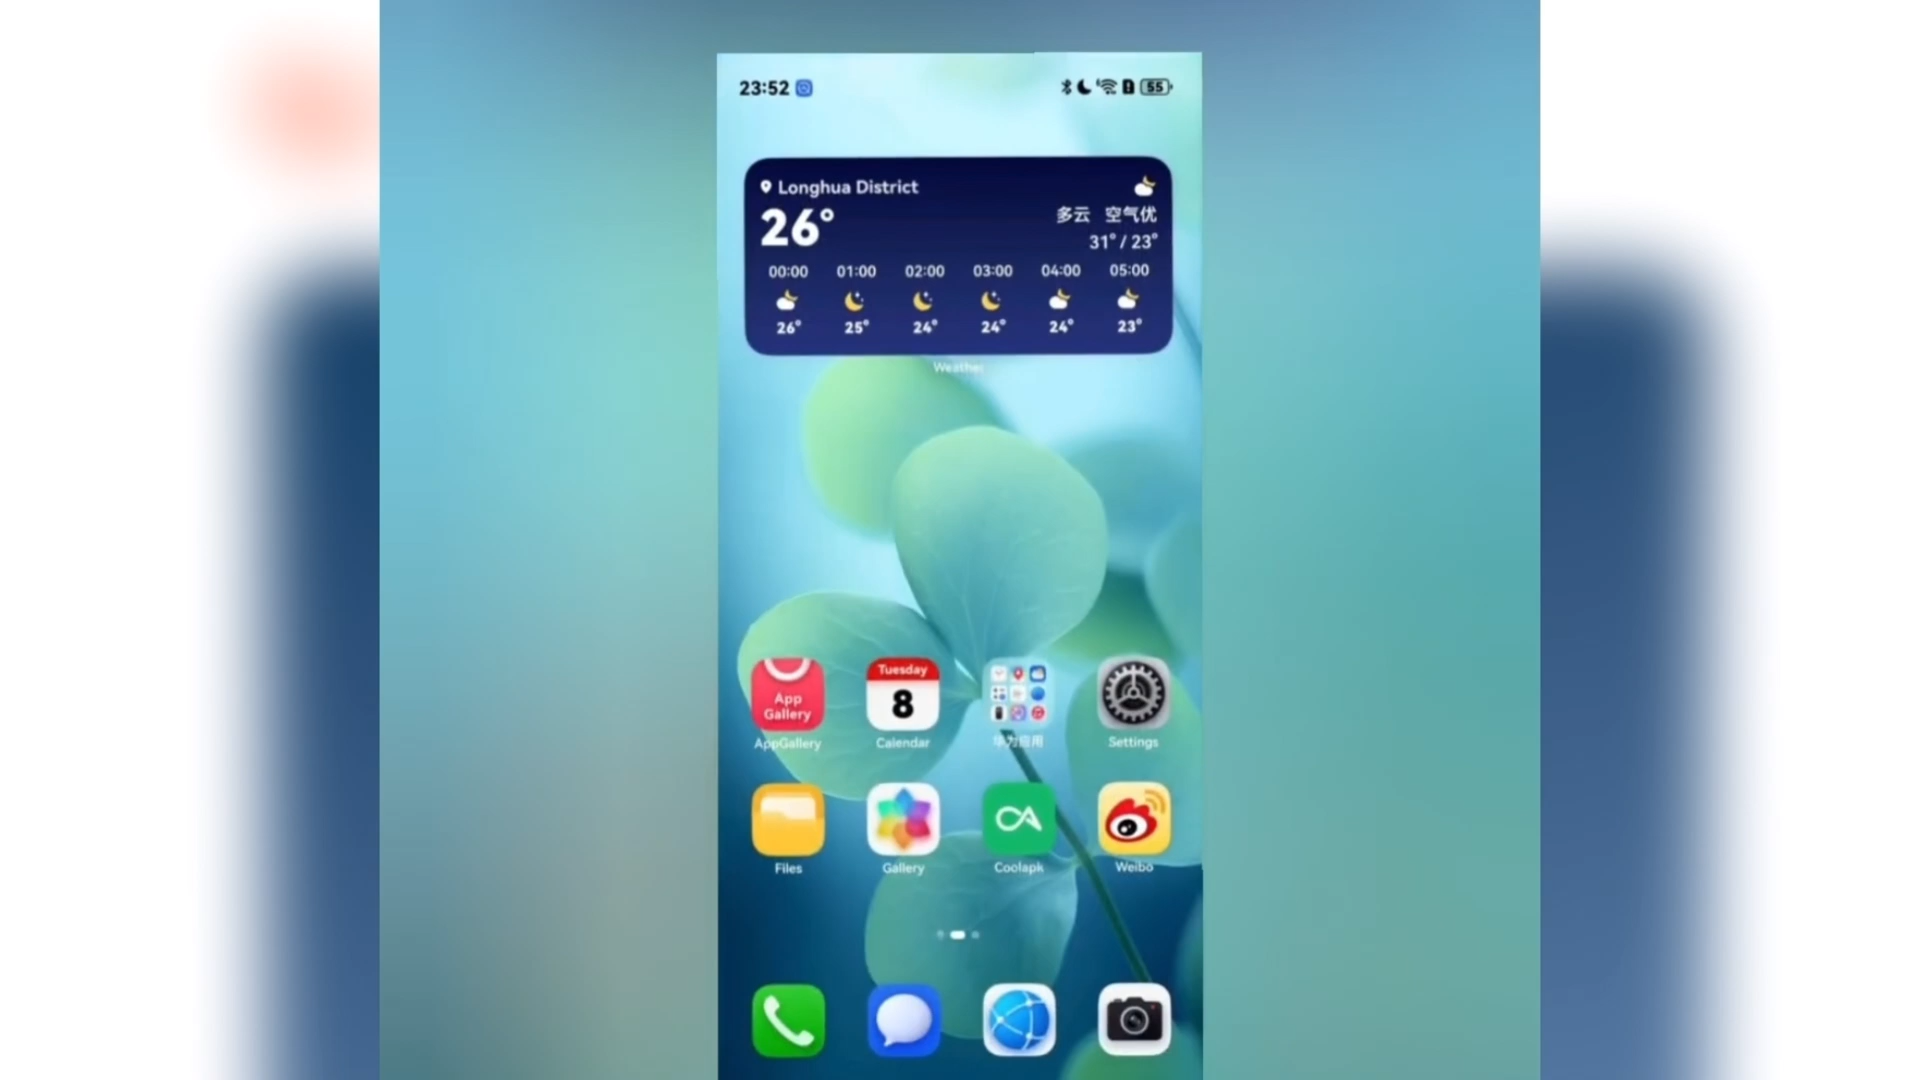 23:52 55
Longhua District
26°
多云 空气优
31° / 23°
00:00 01:00 02:00 03:00 04:00 05:00
26° 25° 24° 24° 24° 23°
Weather
App
Gallery
Tuesday
8
AppGallery Calendar 华为应用 Settings
Files Gallery Coolapk Weibo